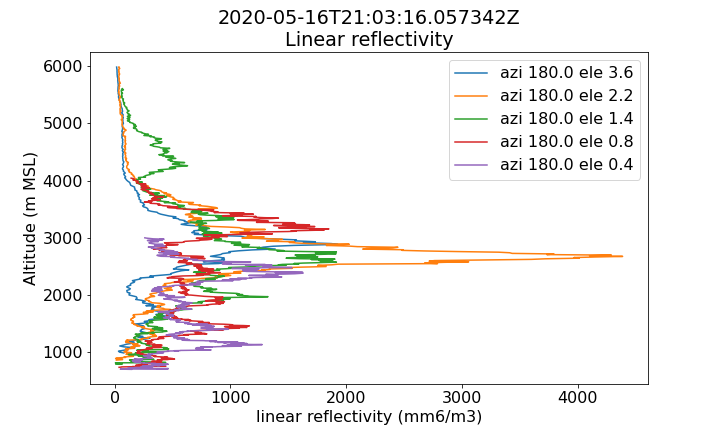 2020-05-16T21:03:16.057342Z
Linear reflectivity
6000
5000
4000
3000
2000
1000
Altitude (m MSL)
azi 180.0 ele 3.6
azi 180.0 ele 2.2
azi 180.0 ele 1.4
azi 180.0 ele 0.8
azi 180.0 ele 0.4
0 1000 2000 3000 4000
linear reflectivity (mm6/m3)